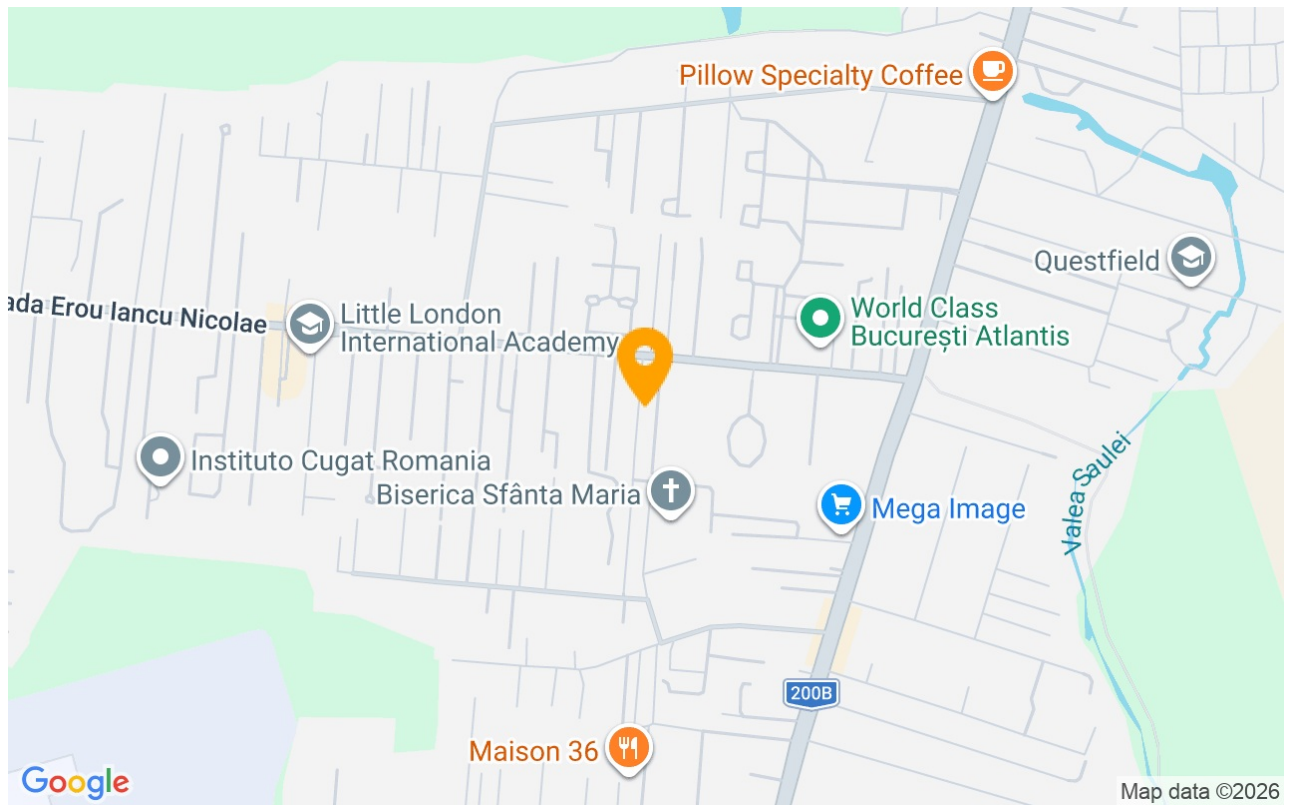 Pillow Specialty Coffee
Questfield
ada Erou Iancu Nicolae
Little London
International Academy
World Class
București Atlantis
Instituto Cugat Romania
Biserica Sfânta Maria
Mega Image
Valea Saulei
200B
Maison 36
Google
Map data ©2026